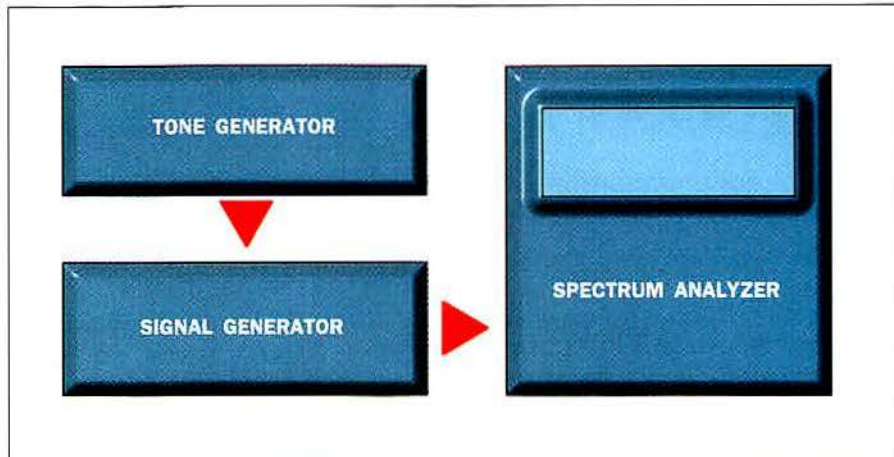 TONE GENERATOR
SIGNAL GENERATOR
SPECTRUM ANALYZER